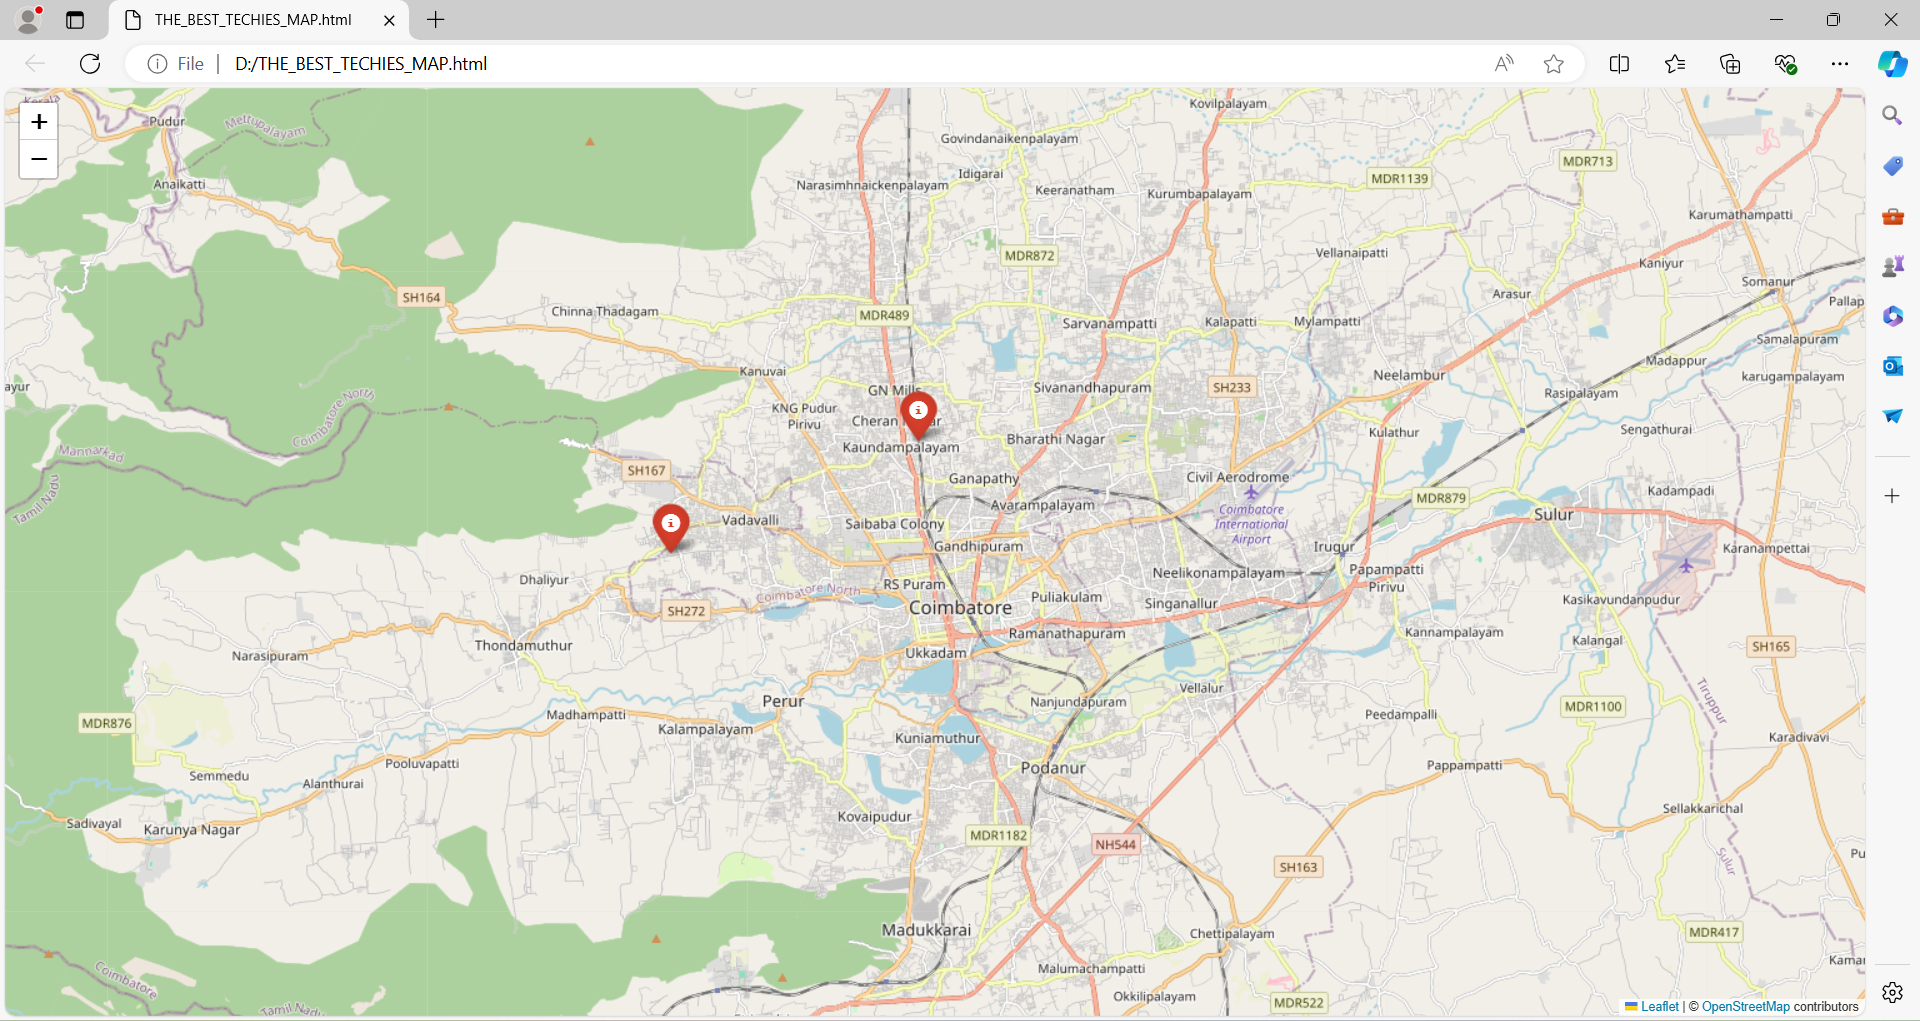 THE_BEST_TECHIES_MAP.html
File
D:/THE_BEST_TECHIES_MAP.html
+
−
Kerala
Pudur
Mettupalayam
Anaikatti
Kovilpalayam
Govindanaikenpalayam
Idigarai
Narasimhnaickenpalayam
Keeranatham
Kurumbapalayam
MDR1139
MDR713
Karumathampatti
MDR872
Vellanaipatti
Kaniyur
Somanur
Pallap
Arasur
SH164
Chinna Thadagam
MDR489
Sarvanampatti
Kalapatti
Mylampatti
Samalapuram
Madappur
Kanuvai
GN Mills
Sivanandhapuram
SH233
Neelambur
Rasipalayam
karugampalayam
ayur
Coimbatore North
KNG Pudur
Pirivu
Kaundampalayam
Bharathi Nagar
Kulathur
Sengathurai
Mannarkad
Tamil Nadu
SH167
Ganapathy
Civil Aerodrome
MDR879
Kadampadi
Vadavalli
Saibaba Colony
Avarampalayam
Coimbatore
International
Airport
Sulur
Gandhipuram
Irugur
Karanampettai
Dhaliyur
Coimbatore North
RS Puram
Neelikonampalayam
Papampatti
Pirivu
SH272
Coimbatore
Puliakulam
Singanallur
Kasikavundanpudur
Thondamuthur
Ramanathapuram
Kannampalayam
Kalangal
Narasipuram
Ukkadam
SH165
Perur
Nanjundapuram
Vellalur
Tiruppur
MDR876
Madhampatti
Kalampalayam
Peedampalli
MDR1100
Kuniamuthur
Karadivavi
Semmedu
Pooluvapatti
Podanur
Pappampatti
Alanthurai
Sadivayal
Karunya Nagar
Kovaipudur
MDR1182
NH544
Sellakkarichal
Sulur
Pu
SH163
Madukkarai
Chettipalayam
MDR417
Coimbatore
Malumachampatti
Kamar
Okkilipalayam
MDR522
Leaflet | © OpenStreetMap contributors